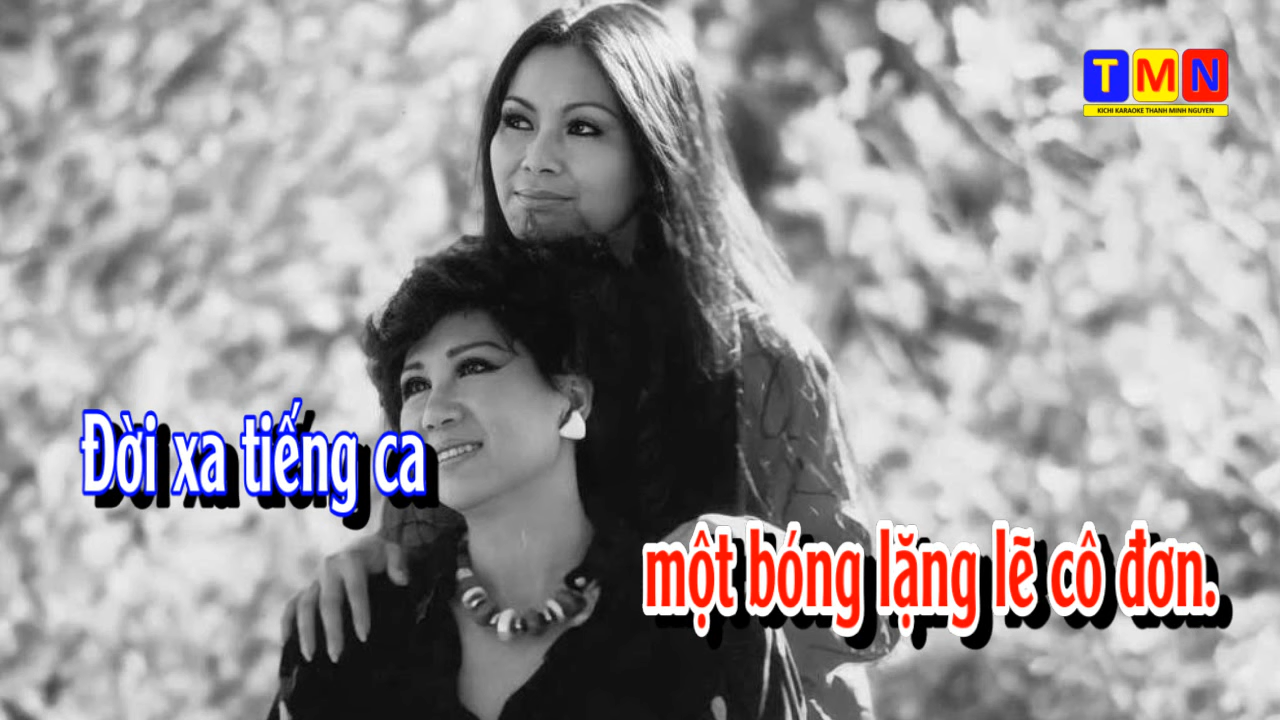 TMN
KICHI KARAOKE THANH MINH NGUYEN
Đời xa tiếng ca
một bóng lặng lẽ cô đơn.